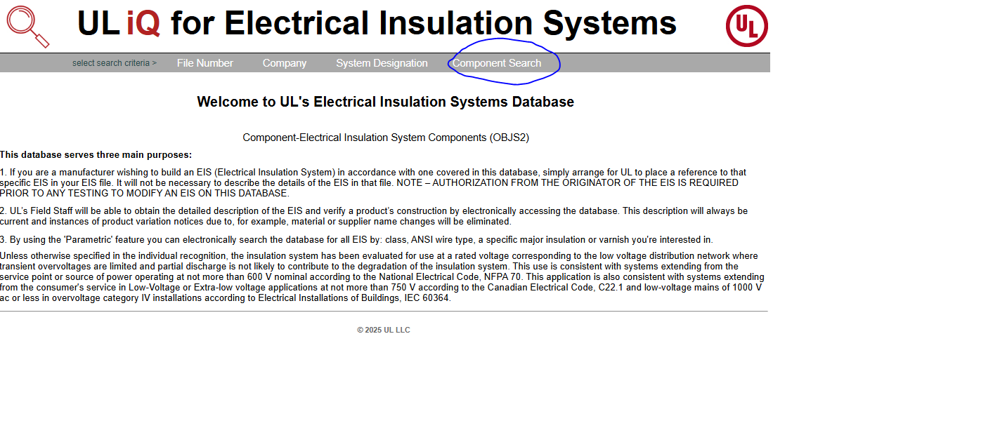 UL iQ for Electrical Insulation Systems
UL
select search criteria > File Number Company System Designation Component Search
Welcome to UL's Electrical Insulation Systems Database
Component-Electrical Insulation System Components (OBJS2)
This database serves three main purposes:
1. If you are a manufacturer wishing to build an EIS (Electrical Insulation System) in accordance with one covered in this database, simply arrange for UL to place a reference to that
specific EIS in your EIS file. It will not be necessary to describe the details of the EIS in that file. NOTE – AUTHORIZATION FROM THE ORIGINATOR OF THE EIS IS REQUIRED
PRIOR TO ANY TESTING TO MODIFY AN EIS ON THIS DATABASE.
2. UL's Field Staff will be able to obtain the detailed description of the EIS and verify a product's construction by electronically accessing the database. This description will always be
current and instances of product variation notices due to, for example, material or supplier name changes will be eliminated.
3. By using the 'Parametric' feature you can electronically search the database for all EIS by: class, ANSI wire type, a specific major insulation or varnish you're interested in.
Unless otherwise specified in the individual recognition, the insulation system has been evaluated for use at a rated voltage corresponding to the low voltage distribution network where
transient overvoltages are limited and partial discharge is not likely to contribute to the degradation of the insulation system. This use is consistent with systems extending from the
service point or source of power operating at not more than 600 V nominal according to the National Electrical Code, NFPA 70. This application is also consistent with systems extending
from the consumer's service in Low-Voltage or Extra-low voltage applications at not more than 750 V according to the Canadian Electrical Code, C22.1 and low-voltage mains of 1000 V
ac or less in overvoltage category IV installations according to Electrical Installations of Buildings, IEC 60364.
© 2025 UL LLC